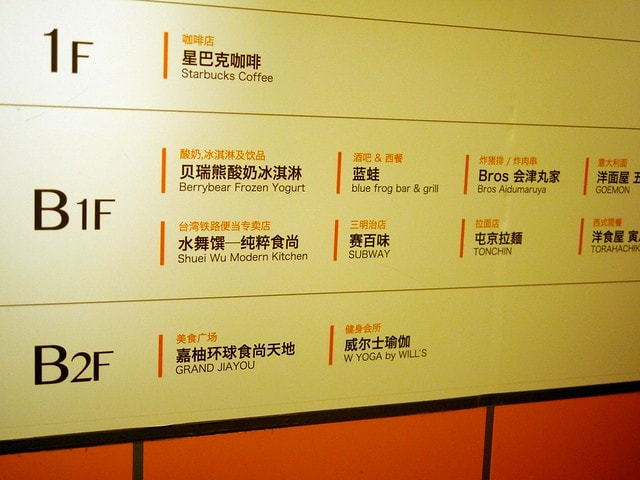 1F
咖啡店
星巴克咖啡
Starbucks Coffee
B1F
酸奶,冰淇淋及饮品
贝瑞熊酸奶冰淇淋
Berrybear Frozen Yogurt
酒吧 & 西餐
蓝蛙
blue frog bar & grill
炸猪排 / 炸肉串
Bros 会津丸家
Bros Aidumaruya
意大利面
洋面屋 五
GOEMON
台湾铁路便当专卖店
水舞馔—纯粹食尚
Shuei Wu Modern Kitchen
三明治店
赛百味
SUBWAY
拉面店
屯京拉麺
TONCHIN
西式简餐
洋食屋 寅
TORAHACHIK
B2F
美食广场
嘉柚环球食尚天地
GRAND JIAYOU
健身会所
威尔士瑜伽
W YOGA by WILL'S